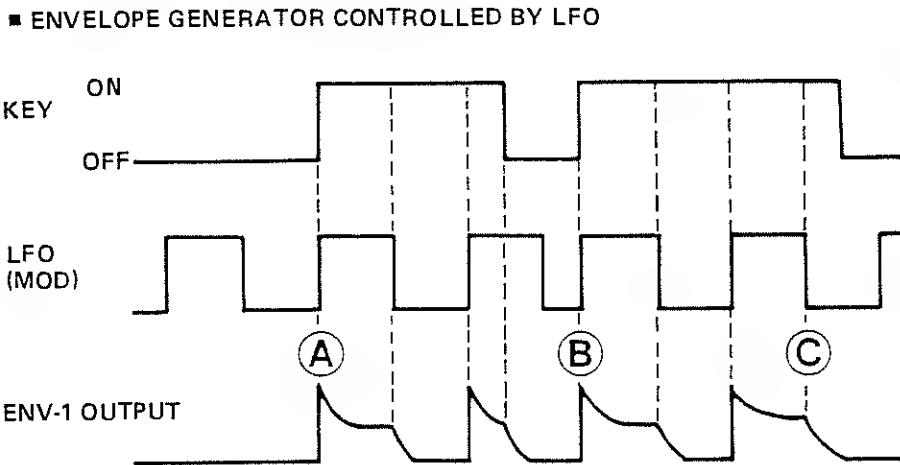 ■ ENVELOPE GENERATOR CONTROLLED BY LFO
ON
KEY
OFF
LFO
(MOD)
A B C
ENV-1 OUTPUT